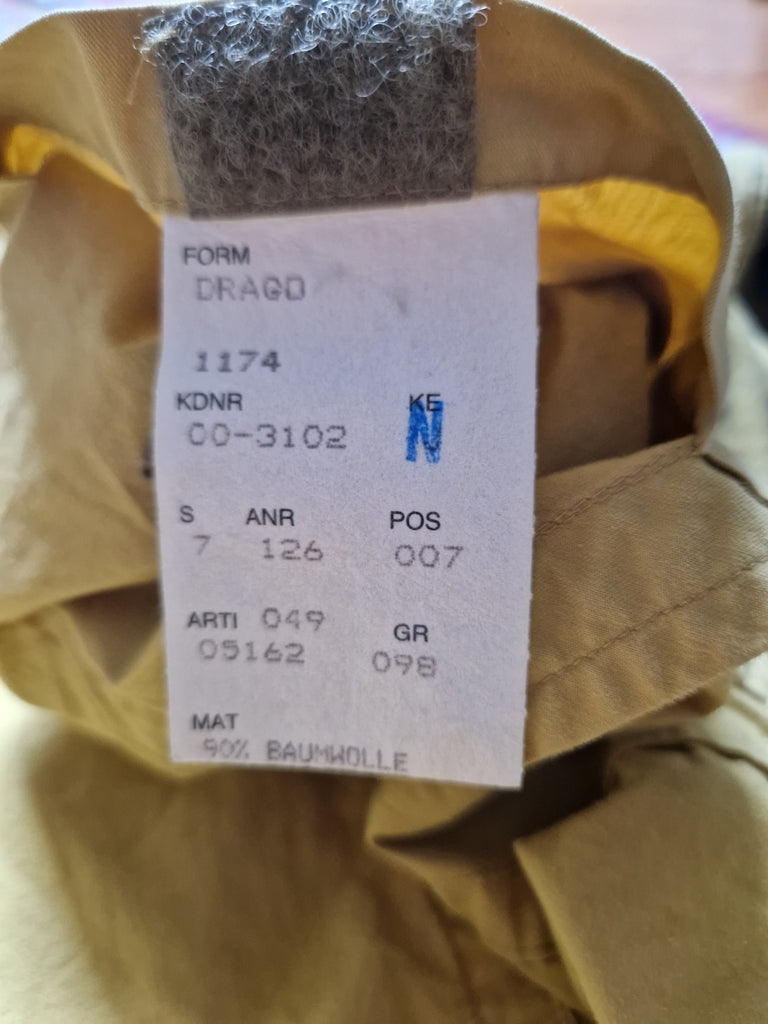 FORM
DRAGO
1174
KDNR KE
00-3102 N
S ANR POS
7 126 007
ARTI 049 GR
05162 098
MAT
90% BAUMWOLLE